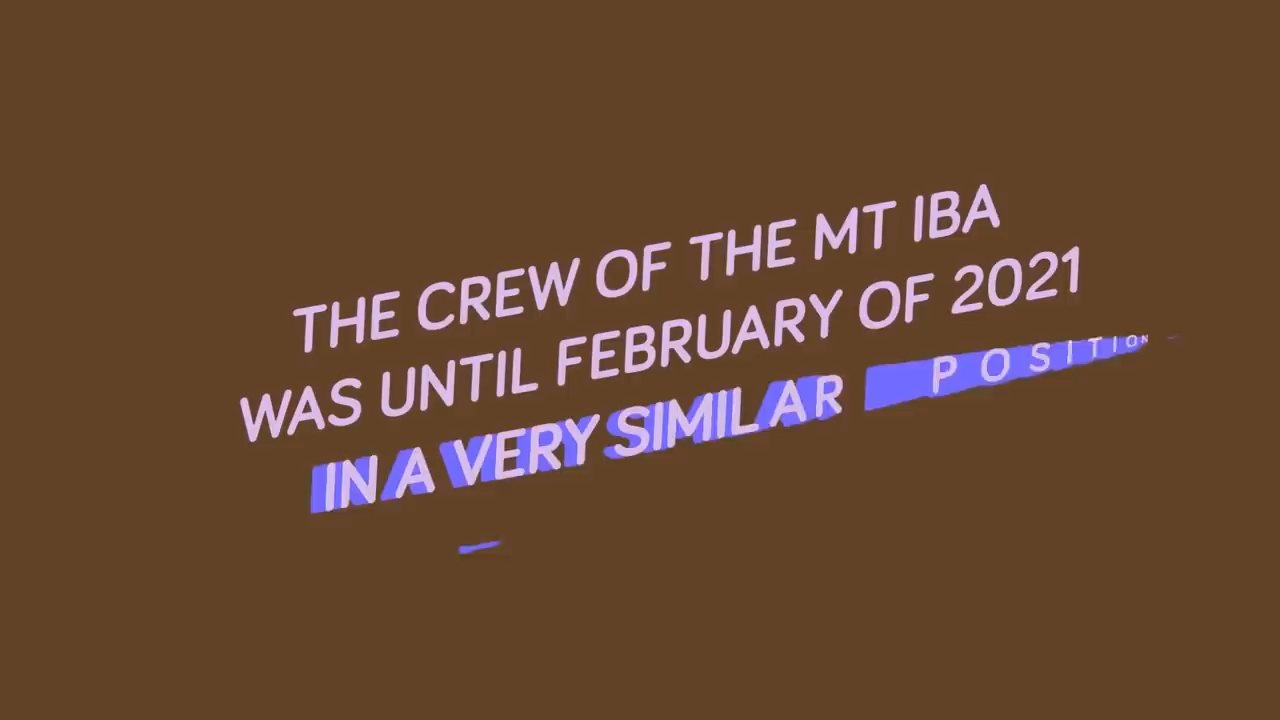 THE CREW OF THE MT IBA
WAS UNTIL FEBRUARY OF 2021
IN A VERY SIMILAR POSITION